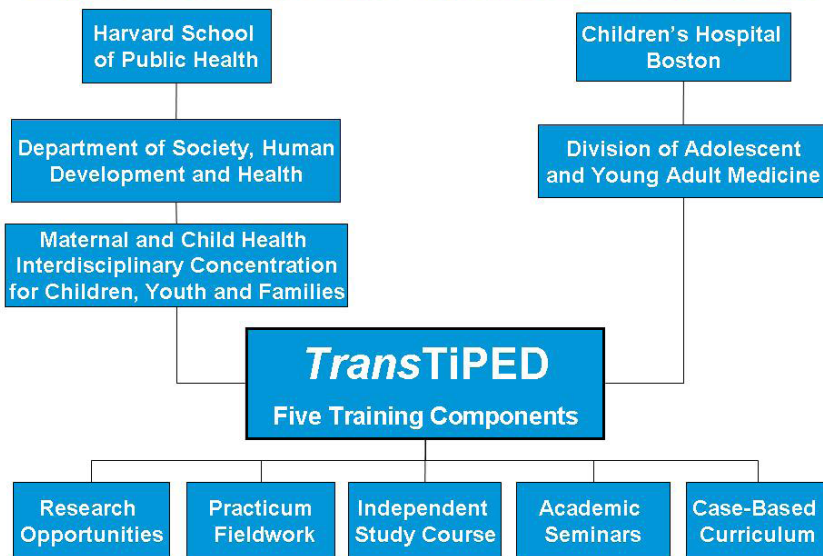 Harvard School
of Public Health
Children's Hospital
Boston
Department of Society, Human
Development and Health
Division of Adolescent
and Young Adult Medicine
Maternal and Child Health
Interdisciplinary Concentration
for Children, Youth and Families
TransTiPED
Five Training Components
Research
Opportunities
Practicum
Fieldwork
Independent
Study Course
Academic
Seminars
Case-Based
Curriculum